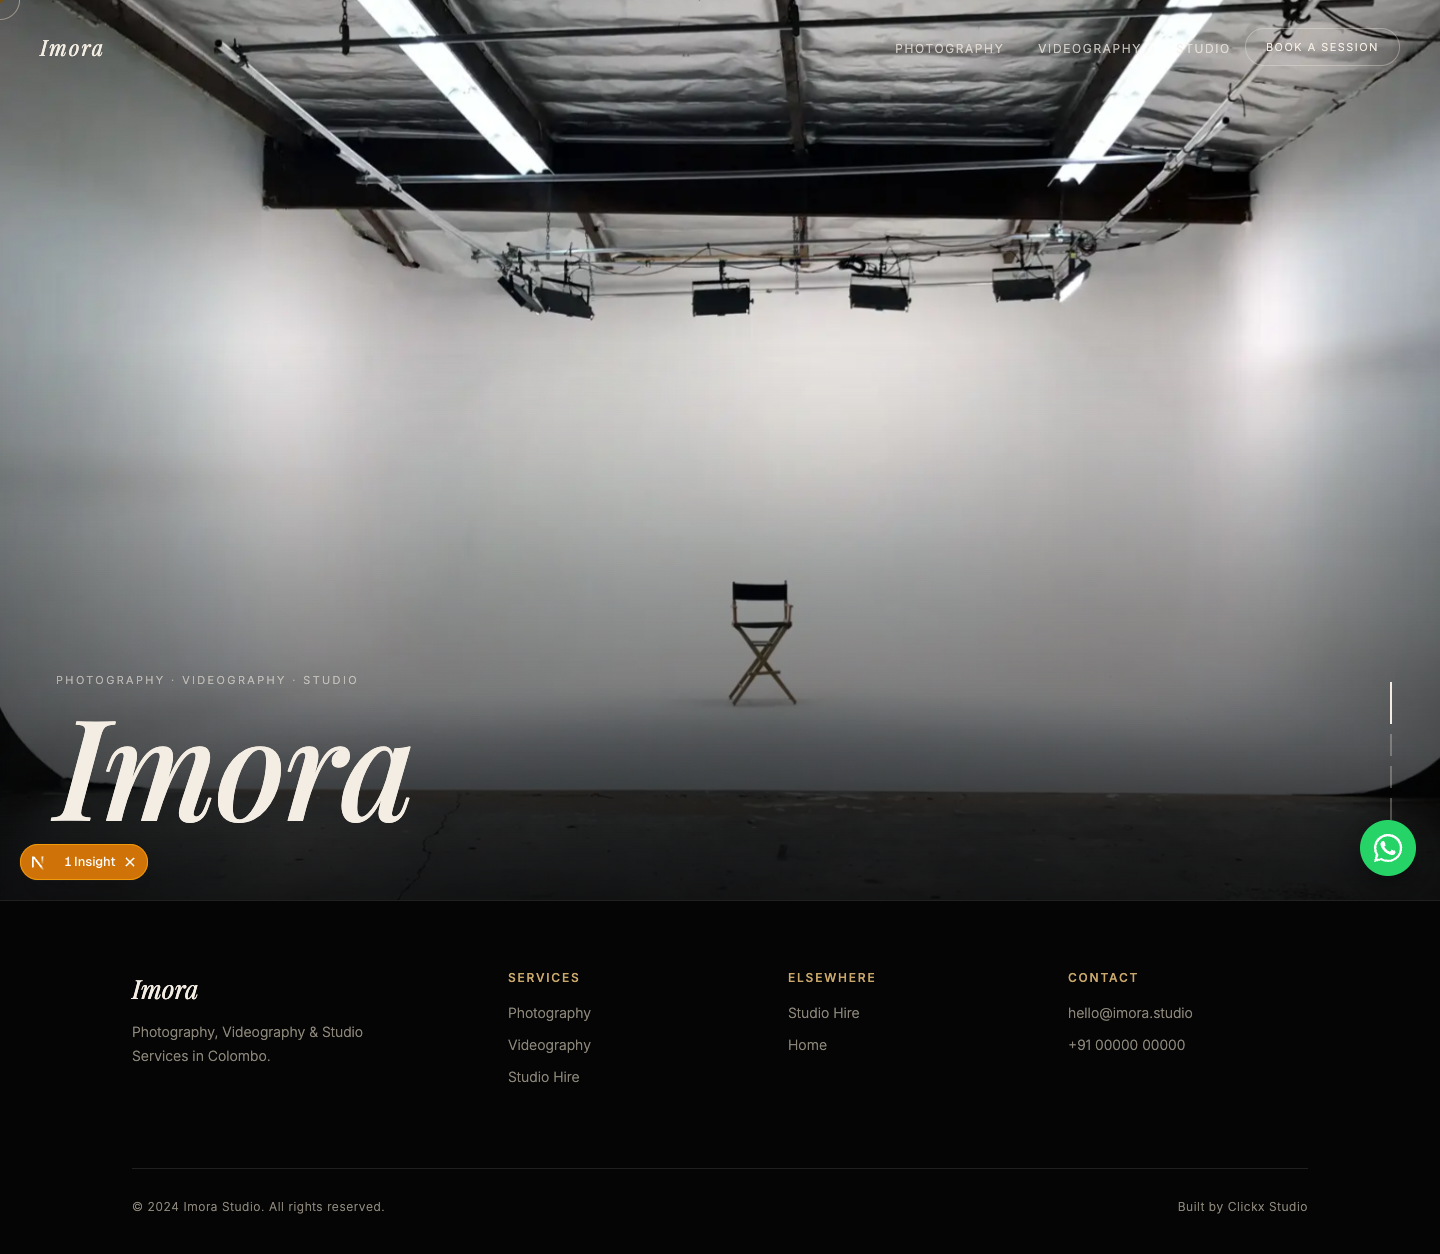 Imora
PHOTOGRAPHY VIDEOGRAPHY STUDIO BOOK A SESSION
PHOTOGRAPHY · VIDEOGRAPHY · STUDIO
Imora
N 1 Insight ×
Imora
Photography, Videography & Studio
Services in Colombo.
SERVICES
Photography
Videography
Studio Hire
ELSEWHERE
Studio Hire
Home
CONTACT
hello@imora.studio
+91 00000 00000
© 2024 Imora Studio. All rights reserved.
Built by Clickx Studio